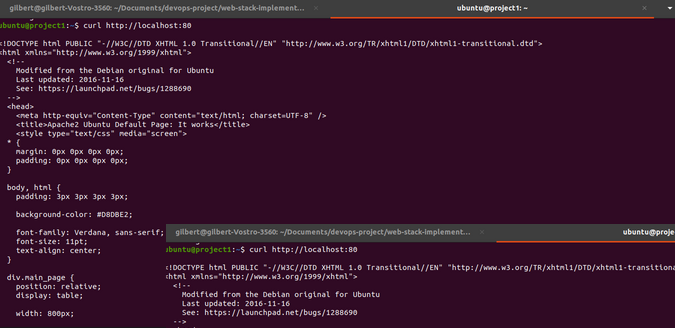 gilbert@gilbert-Vostro-3560: ~/Documents/devops-project/web-stack-implement...
ubuntu@project1: ~
ubuntu@project1:~$ curl http://localhost:80
<!DOCTYPE html PUBLIC "-//W3C//DTD XHTML 1.0 Transitional//EN" "http://www.w3.org/TR/xhtml1/DTD/xhtml1-transitional.dtd">
<html xmlns="http://www.w3.org/1999/xhtml">
<!--
Modified from the Debian original for Ubuntu
Last updated: 2016-11-16
See: https://launchpad.net/bugs/1288690
-->
<head>
<meta http-equiv="Content-Type" content="text/html; charset=UTF-8" />
<title>Apache2 Ubuntu Default Page: It works</title>
<style type="text/css" media="screen">
* {
margin: 0px 0px 0px 0px;
padding: 0px 0px 0px 0px;
}
body, html {
padding: 3px 3px 3px 3px;
background-color: #D8DBE2;
font-family: Verdana, sans-serif;
font-size: 11pt;
text-align: center;
}
div.main_page {
position: relative;
display: table;
width: 800px;
gilbert@gilbert-Vostro-3560: ~/Documents/devops-project/web-stack-implement...
ubuntu@proje
ubuntu@project1:~$ curl http://localhost:80
<!DOCTYPE html PUBLIC "-//W3C//DTD XHTML 1.0 Transitional//EN" "http://www.w3.org/TR/xhtml1/DTD/xhtml1-transitiona
<html xmlns="http://www.w3.org/1999/xhtml">
<!--
Modified from the Debian original for Ubuntu
Last updated: 2016-11-16
See: https://launchpad.net/bugs/1288690
-->